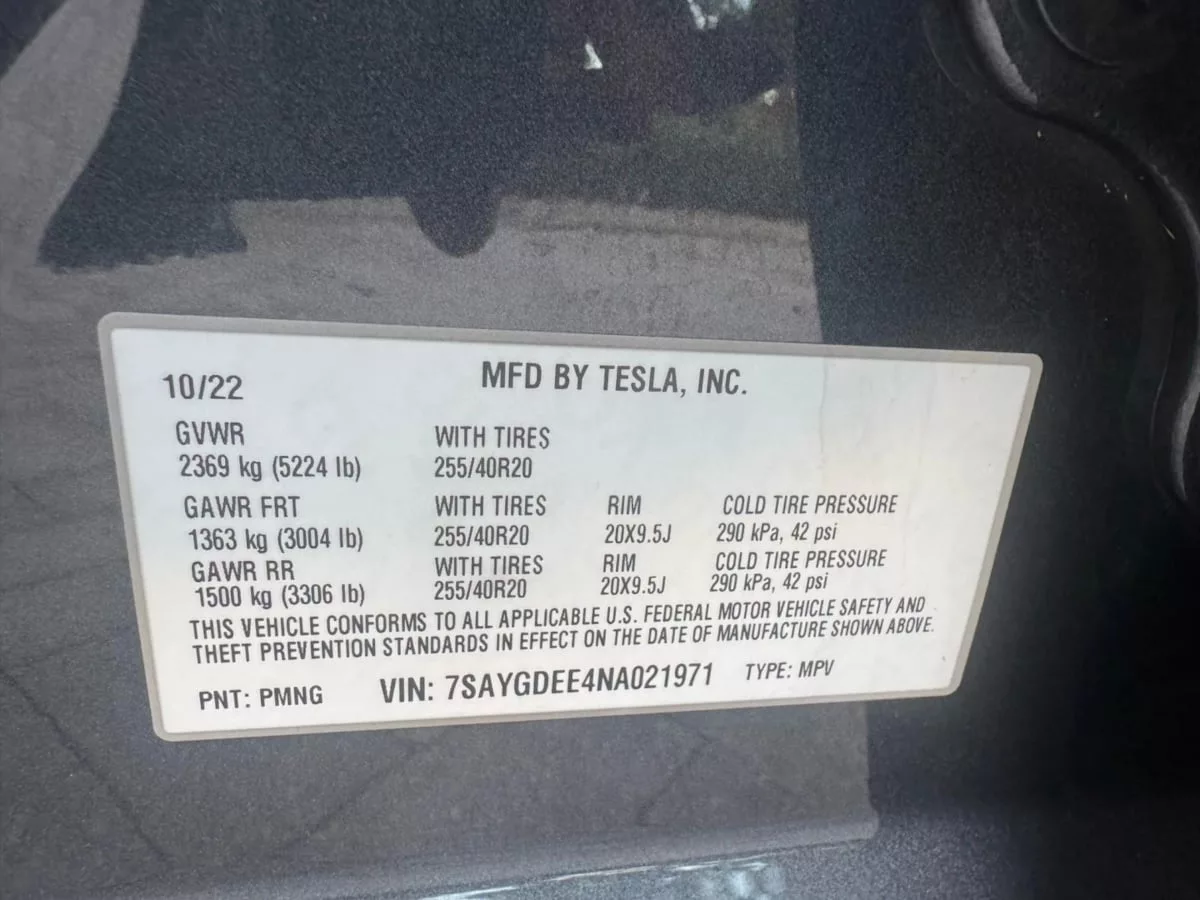 10/22 MFD BY TESLA, INC.
GVWR WITH TIRES
2369 kg (5224 lb) 255/40R20
GAWR FRT WITH TIRES RIM COLD TIRE PRESSURE
1363 kg (3004 lb) 255/40R20 20X9.5J 290 kPa, 42 psi
GAWR RR WITH TIRES RIM COLD TIRE PRESSURE
1500 kg (3306 lb) 255/40R20 20X9.5J 290 kPa, 42 psi
THIS VEHICLE CONFORMS TO ALL APPLICABLE U.S. FEDERAL MOTOR VEHICLE SAFETY AND
THEFT PREVENTION STANDARDS IN EFFECT ON THE DATE OF MANUFACTURE SHOWN ABOVE.
PNT: PMNG VIN: 7SAYGDEE4NA021971 TYPE: MPV